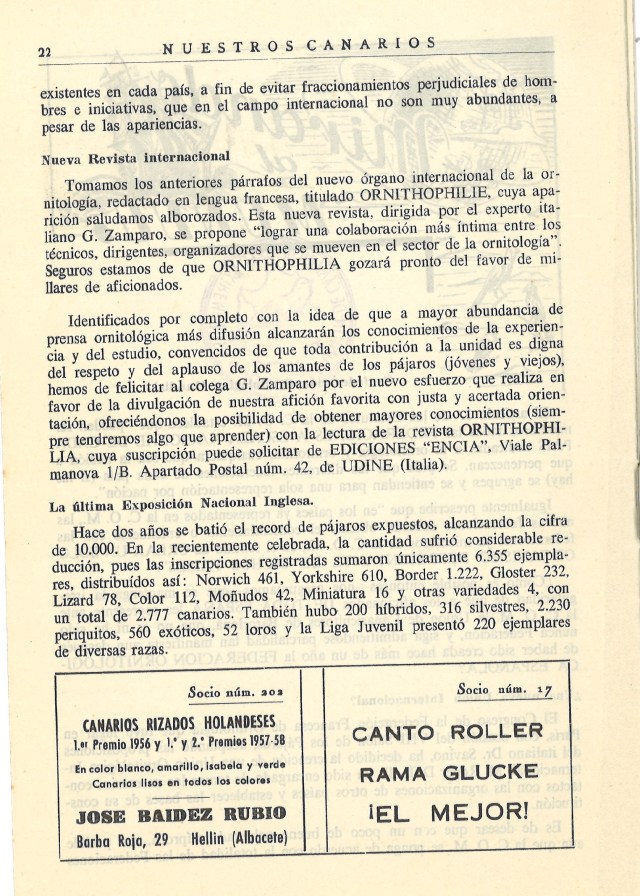 22
NUESTROS CANARIOS
existentes en cada país, a fin de evitar fraccionamientos perjudiciales de hom-
bres e iniciativas, que en el campo internacional no son muy abundantes, a
pesar de las apariencias.
Nueva Revista internacional
Tomamos los anteriores párrafos del nuevo órgano internacional de la or-
nitología, redactado en lengua francesa, titulado ORNITHOPHILIE, cuya apa-
rición saludamos alborozados. Esta nueva revista, dirigida por el experto ita-
liano G. Zamparo, se propone “lograr una colaboración más íntima entre los
técnicos, dirigentes, organizadores que se mueven en el sector de la ornitología”.
Seguros estamos de que ORNITHOPHILIA gozará pronto del favor de mi-
llares de aficionados.
Identificados por completo con la idea de que a mayor abundancia de
prensa ornitológica más difusión alcanzarán los conocimientos de la experien-
cia y del estudio, convencidos de que toda contribución a la unidad es digna
del respeto y del aplauso de los amantes de los pájaros (jóvenes y viejos),
hemos de felicitar al colega G. Zamparo por el nuevo esfuerzo que realiza en
favor de la divulgación de nuestra afición favorita con justa y acertada orien-
tación, ofreciéndonos la posibilidad de obtener mayores conocimientos (siem-
pre tendremos algo que aprender) con la lectura de la revista ORNITHOPHI-
LIA, cuya suscripción puede solicitar de EDICIONES “ENCIA”, Viale Pal-
manova 1/B. Apartado Postal núm. 42, de UDINE (Italia).
La última Exposición Nacional Inglesa.
Hace dos años se batió el record de pájaros expuestos, alcanzando la cifra
de 10.000. En la recientemente celebrada, la cantidad sufrió considerable re-
ducción, pues las inscripciones registradas sumaron únicamente 6.355 ejempla-
res, distribuídos así: Norwich 461, Yorkshire 610, Border 1.222, Gloster 232,
Lizard 78, Color 112, Moñudos 42, Miniatura 16 y otras variedades 4, con
un total de 2.777 canarios. También hubo 200 híbridos, 316 silvestres, 2.230
periquitos, 560 exóticos, 52 loros y la Liga Juvenil presentó 220 ejemplares
de diversas razas.
Socio núm. 202
CANARIOS RIZADOS HOLANDESES
1.er Premio 1956 y 1.º y 2.º Premios 1957-58
En color blanco, amarillo, isabela y verde
Canarios lisos en todos los colores
JOSE BAIDEZ RUBIO
Barba Roja, 29 Hellin (Albacete)
Socio núm. 17
CANTO ROLLER
RAMA GLUCKE
¡EL MEJOR!